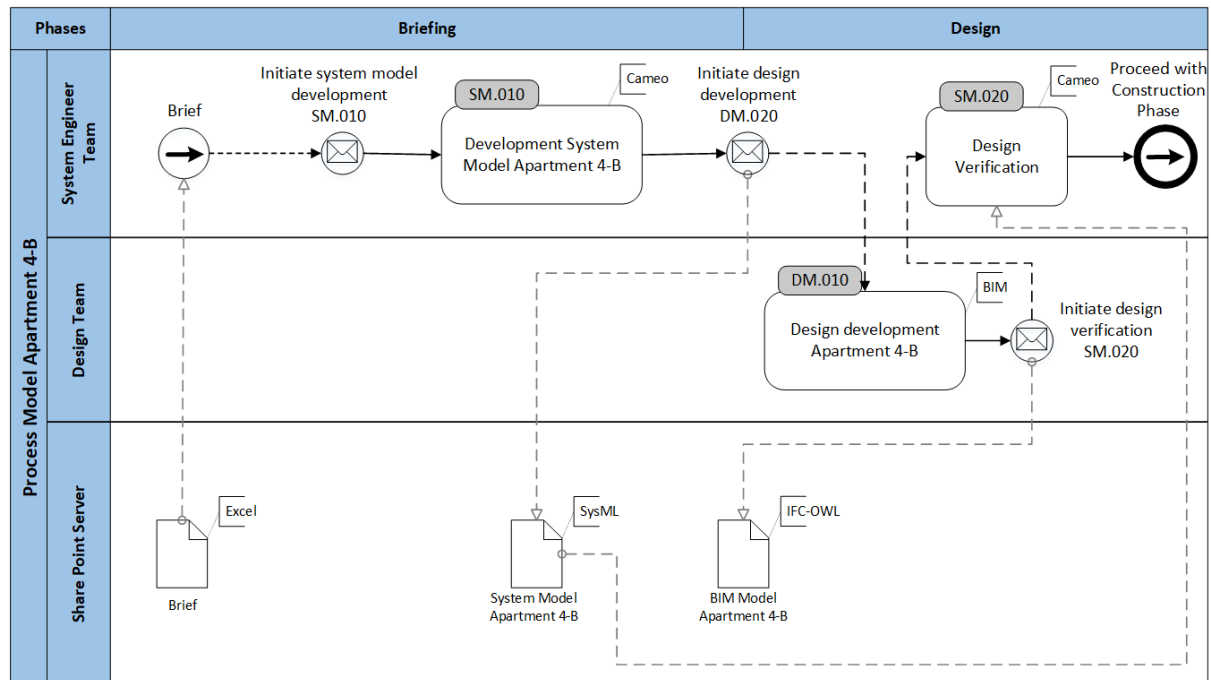 Phases
Briefing
Design
Process Model Apartment 4-B
System Engineer
Team
Brief
Initiate system model
development
SM.010
SM.010
Cameo
Development System
Model Apartment 4-B
Initiate design
development
DM.020
SM.020
Cameo
Design
Verification
Proceed with
Construction
Phase
Design Team
DM.010
BIM
Design development
Apartment 4-B
Initiate design
verification
SM.020
Share Point Server
Excel
Brief
SysML
System Model
Apartment 4-B
IFC-OWL
BIM Model
Apartment 4-B